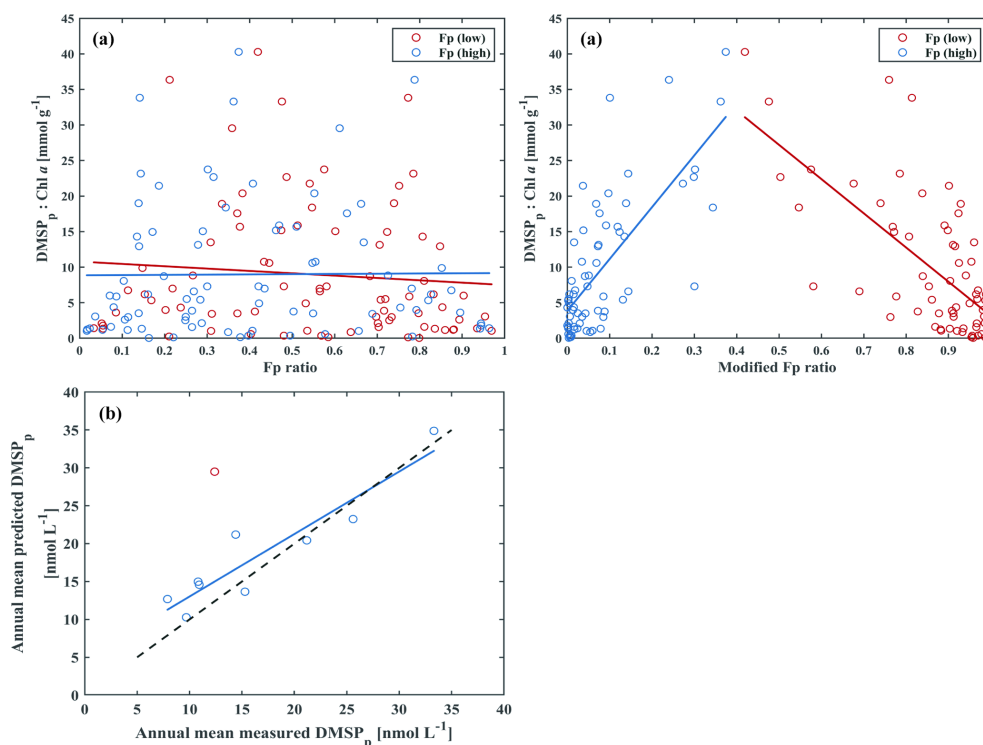 (a)
Fp (low)
Fp (high)
DMSPp : Chl a [mmol g-1]
45
40
35
30
25
20
15
10
5
0
0 0.1 0.2 0.3 0.4 0.5 0.6 0.7 0.8 0.9 1
Fp ratio
(a)
Fp (low)
Fp (high)
DMSPp : Chl a [mmol g-1]
45
40
35
30
25
20
15
10
5
0
0 0.1 0.2 0.3 0.4 0.5 0.6 0.7 0.8 0.9
Modified Fp ratio
(b)
Annual mean predicted DMSPp
[nmol L-1]
40
35
30
25
20
15
10
5
0
0 5 10 15 20 25 30 35 40
Annual mean measured DMSPp [nmol L-1]